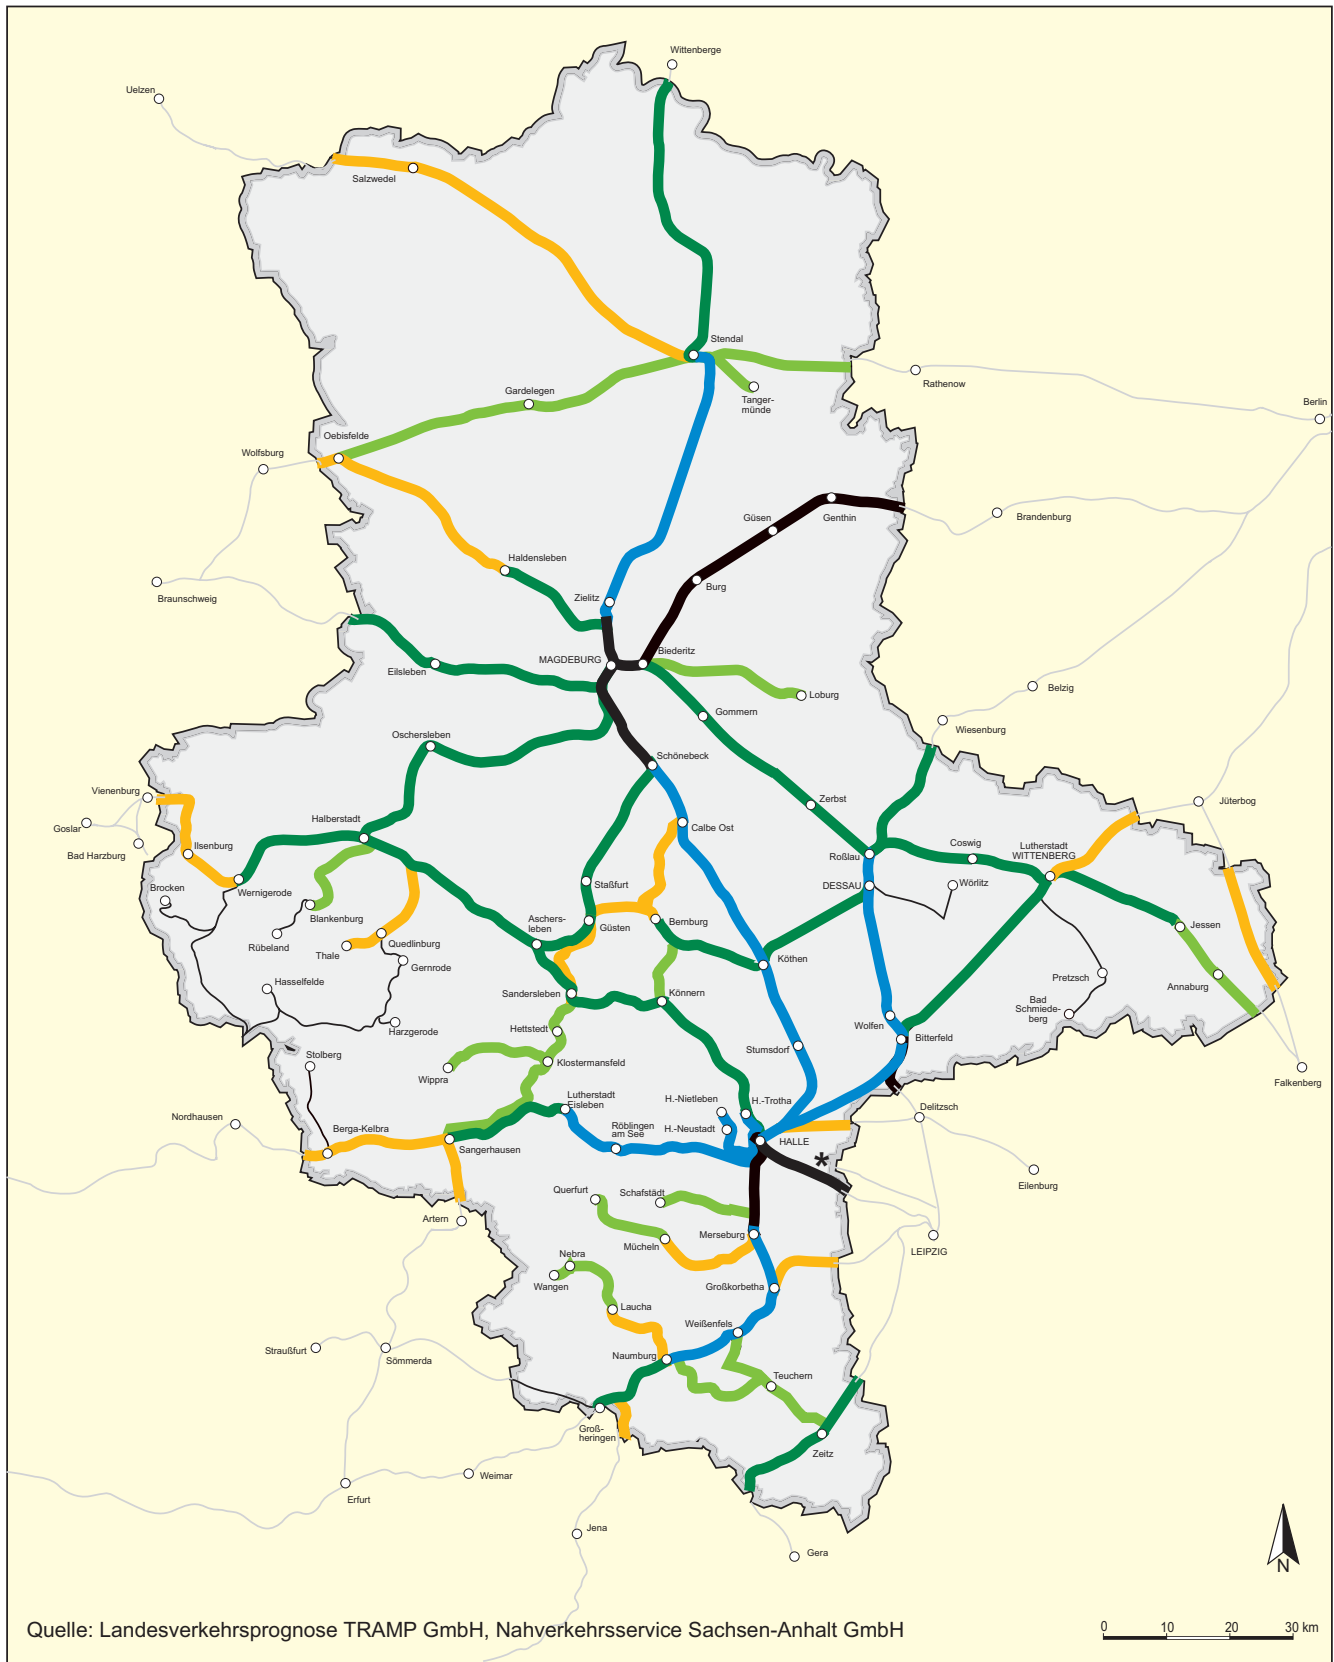 Wittenberge
Uelzen
Salzwedel
Stendal
Rathenow
Gardelegen
Tanger-
münde
Berlin
Oebisfelde
Wolfsburg
Güsen
Genthin
Brandenburg
Haldensleben
Burg
Zielitz
Braunschweig
Biederitz
MAGDEBURG
Eilsleben
Loburg
Belzig
Gommern
Wiesenburg
Oschersleben
Schönebeck
Vienenburg
Zerbst
Jüterbog
Halberstadt
Goslar
Calbe Ost
Bad Harzburg
Ilsenburg
Roßlau
Coswig
Lutherstadt
WITTENBERG
Brocken
Wernigerode
Staßfurt
DESSAU
Wörlitz
Blankenburg
Aschers-
leben
Güsten
Bernburg
Jessen
Rübeland
Thale
Quedlinburg
Gernrode
Köthen
Hasselfelde
Sandersleben
Könnern
Pretzsch
Annaburg
Bad
Schmiede-
berg
Harzgerode
Hettstedt
Wolfen
Bitterfeld
Stolberg
Klostermansfeld
Stumsdorf
Wippra
Falkenberg
Lutherstadt
Eisleben
H.-Nietleben
H.-Trotha
Delitzsch
Nordhausen
Berga-Kelbra
Röblingen
am See
H.-Neustadt
HALLE
Sangerhausen
*
Eilenburg
Querfurt
Schafstädt
Artern
Mücheln
Merseburg
LEIPZIG
Nebra
Wangen
Großkorbetha
Laucha
Weißenfels
Straußfurt
Sömmerda
Naumburg
Teuchern
Groß-
heringen
Zeitz
Weimar
Erfurt
Jena
Gera
N
Quelle: Landesverkehrsprognose TRAMP GmbH, Nahverkehrsservice Sachsen-Anhalt GmbH
0 10 20 30 km